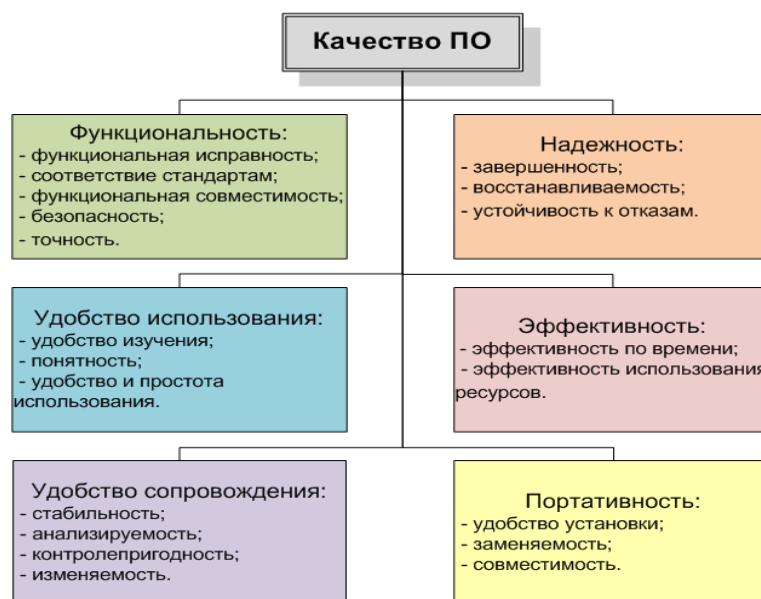 Качество ПО
Функциональность:
- функциональная исправность;
- соответствие стандартам;
- функциональная совместимость;
- безопасность;
- точность.
Надежность:
- завершенность;
- восстанавливаемость;
- устойчивость к отказам.
Удобство использования:
- удобство изучения;
- понятность;
- удобство и простота
использования.
Эффективность:
- эффективность по времени;
- эффективность использования
ресурсов.
Удобство сопровождения:
- стабильность;
- анализируемость;
- контролепригодность;
- изменяемость.
Портативность:
- удобство установки;
- заменяемость;
- совместимость.